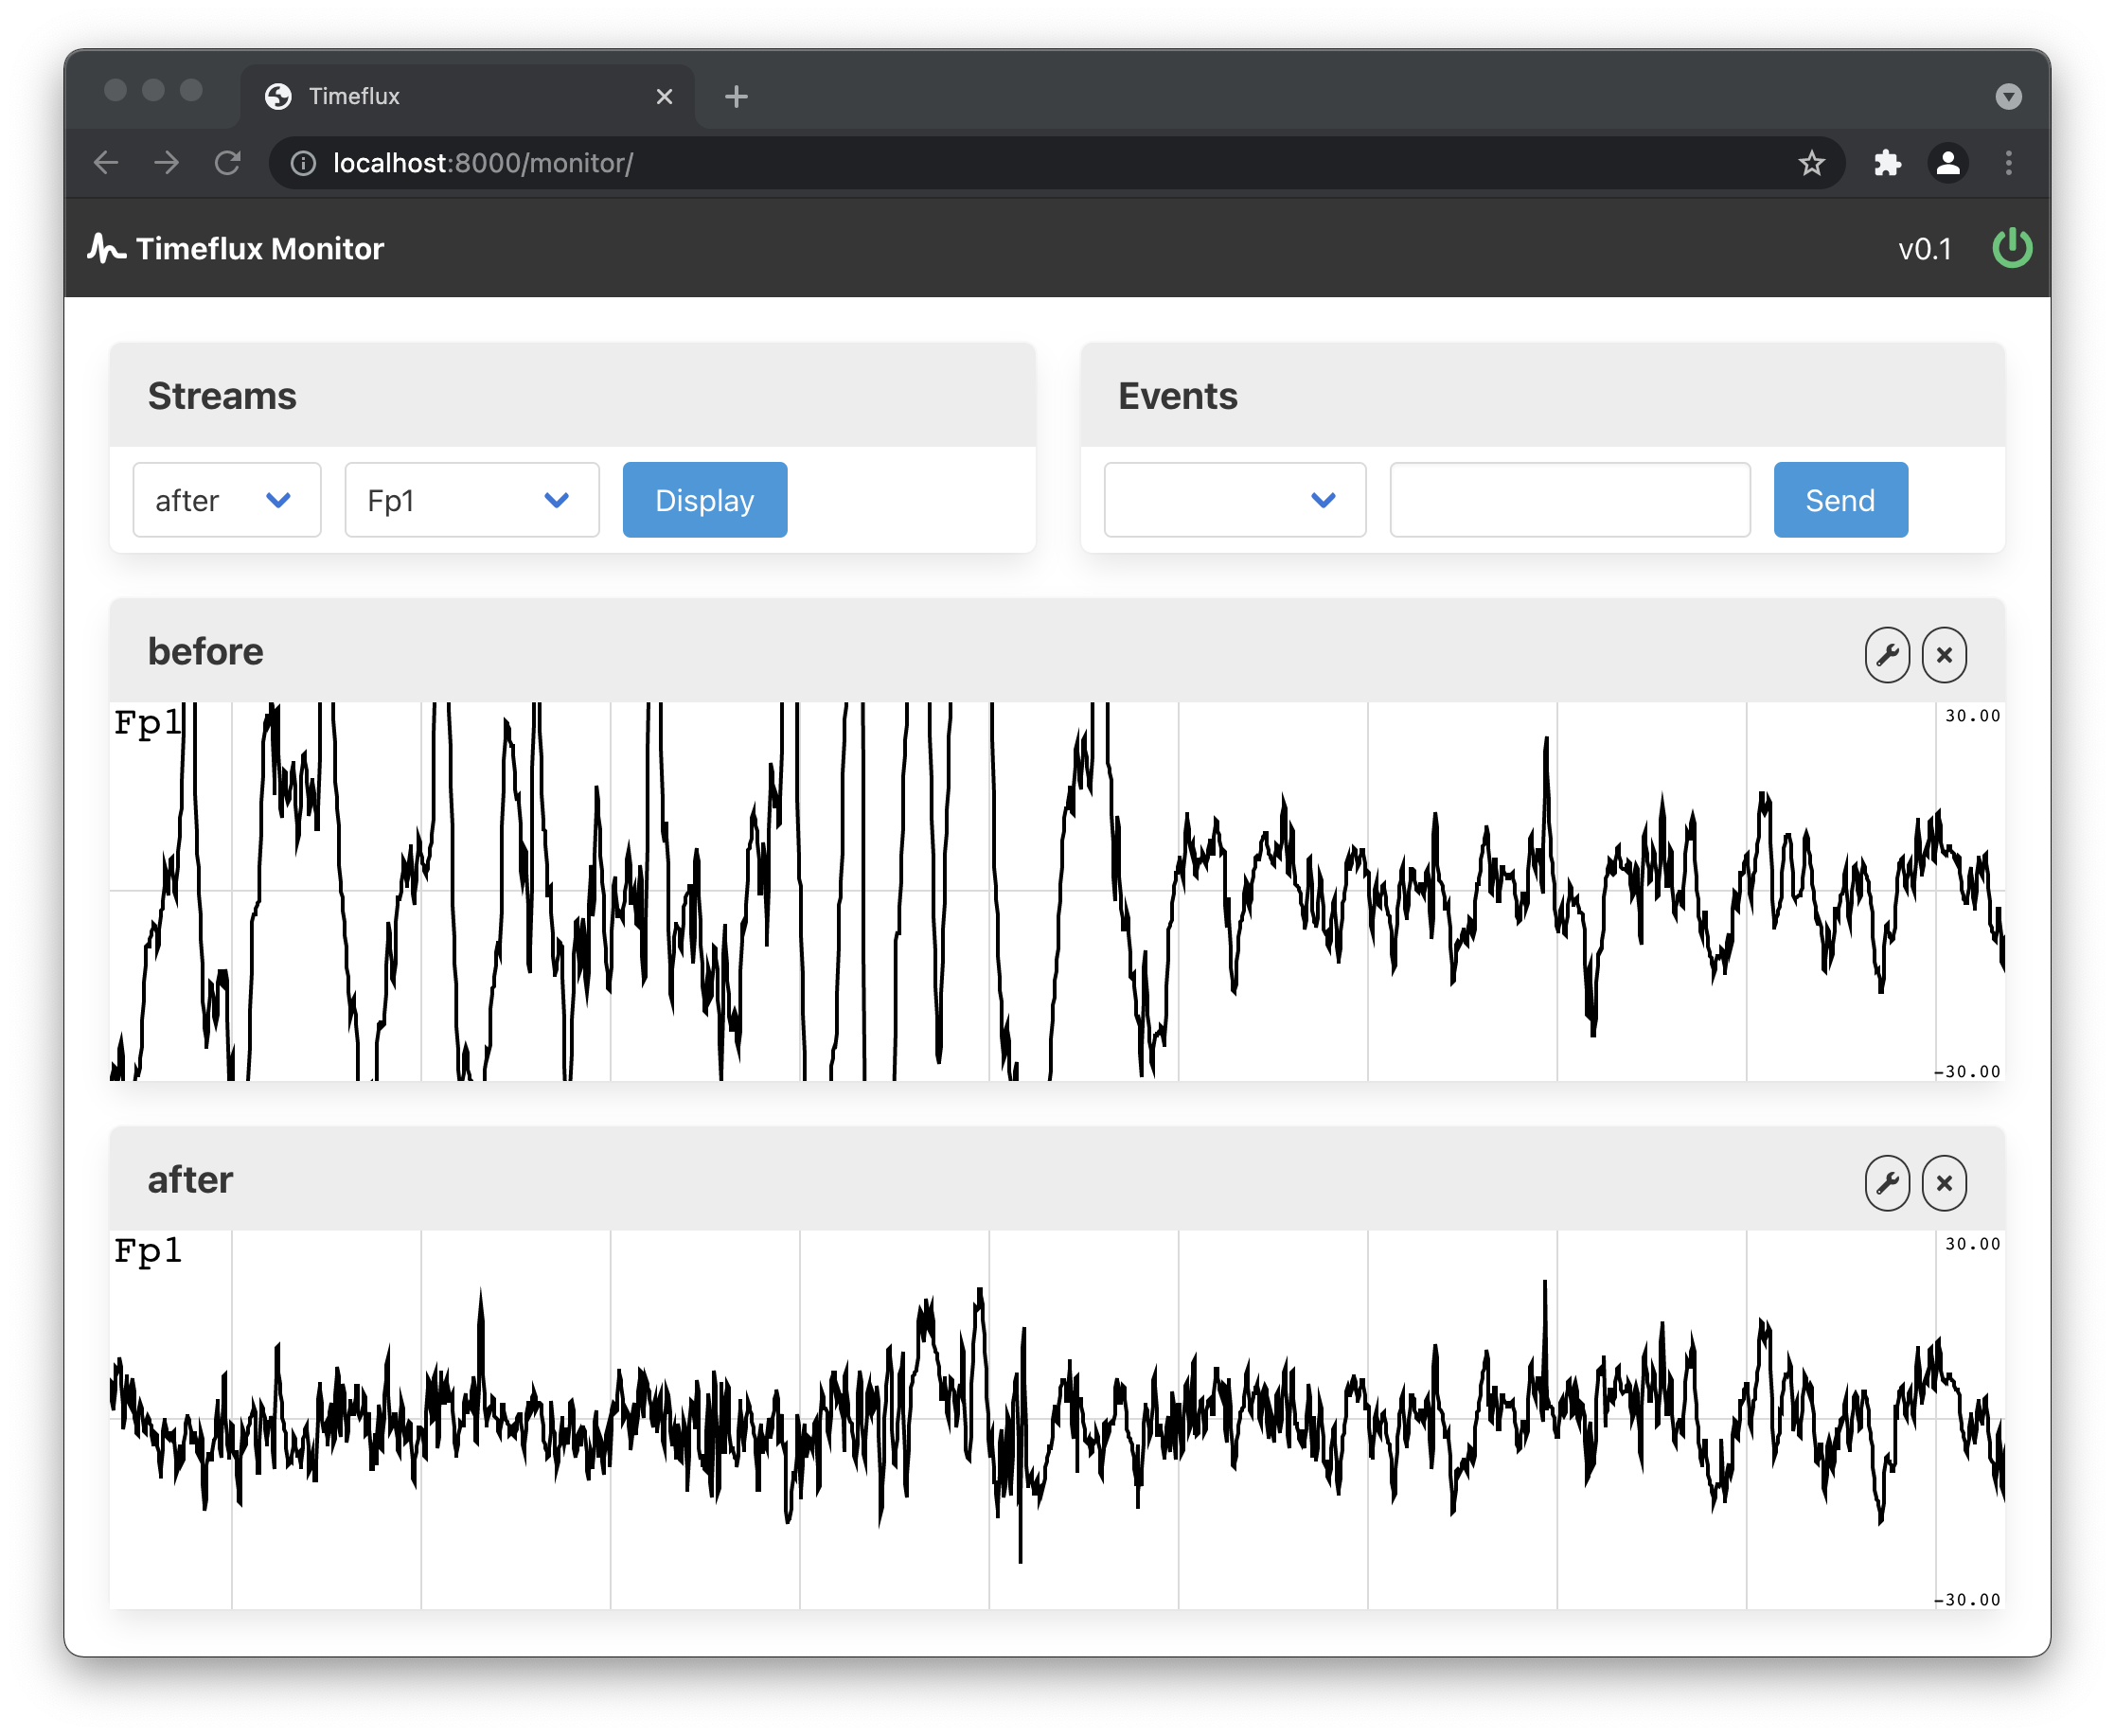 Timeflux
localhost:8000/monitor/
Timeflux Monitor
v0.1
Streams
Events
after
Fp1
Display
Send
before
Fp1
30.00
-30.00
after
Fp1
30.00
-30.00